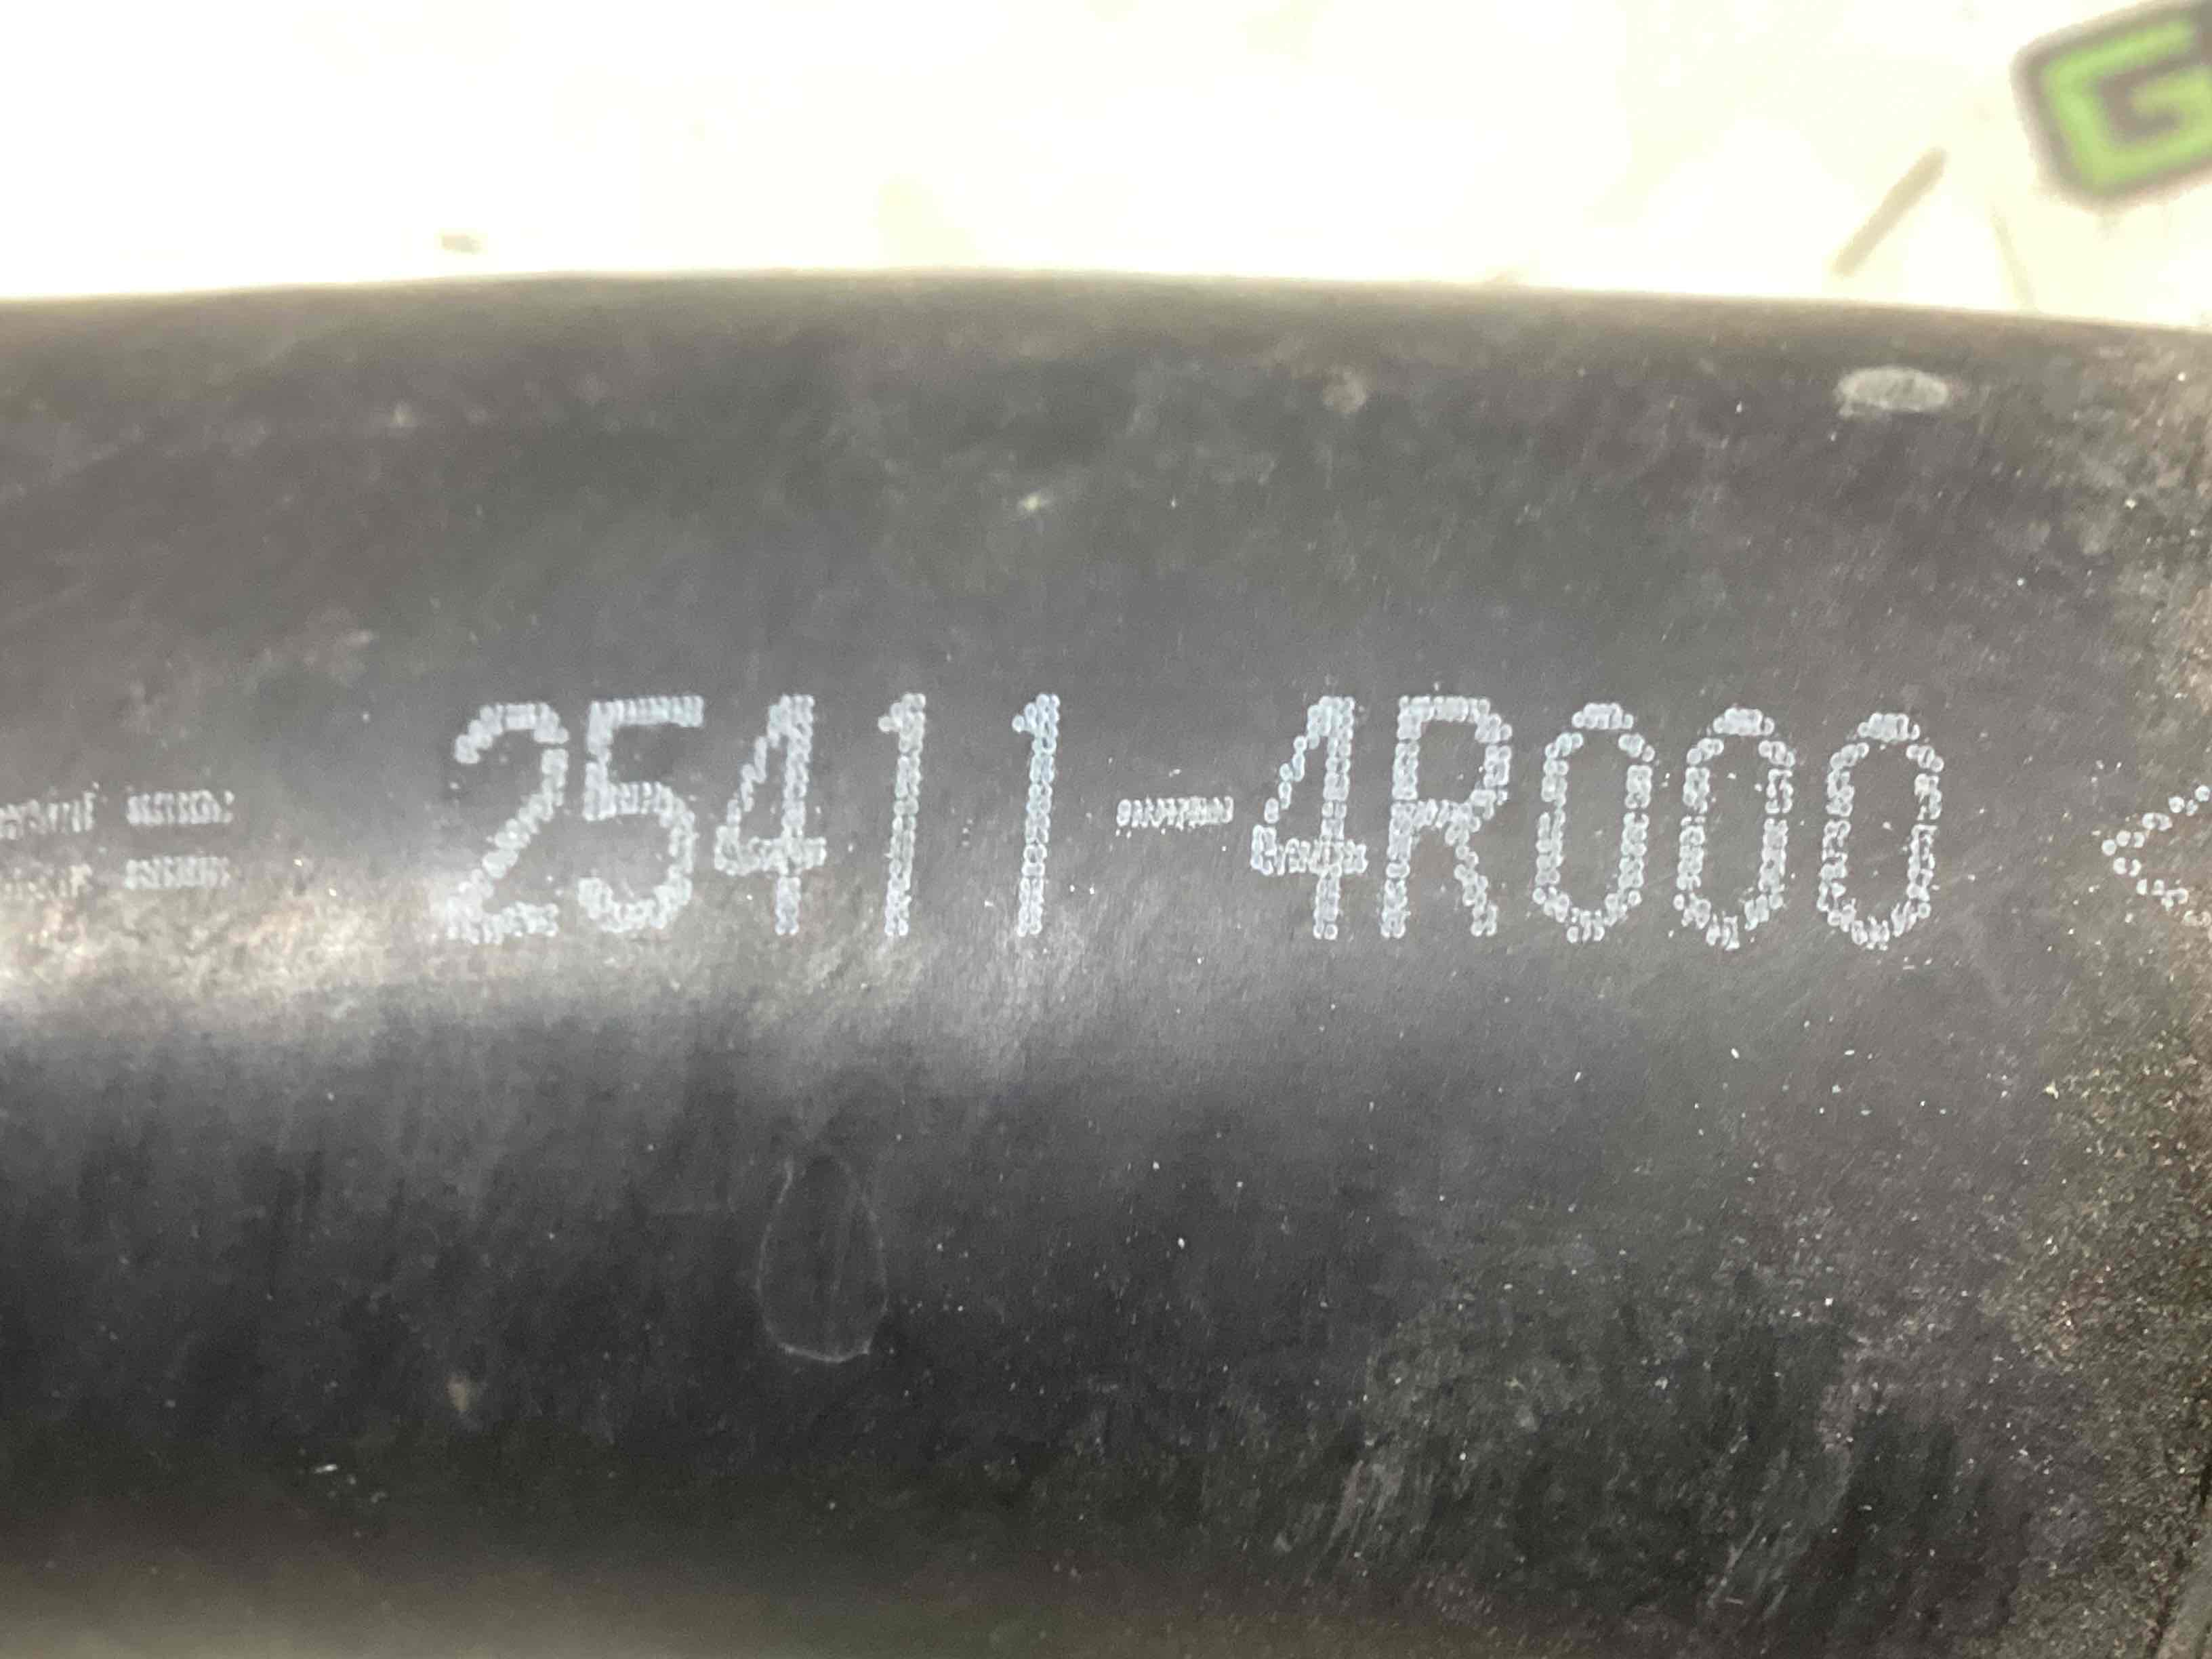 G
== 25411-4R000 <